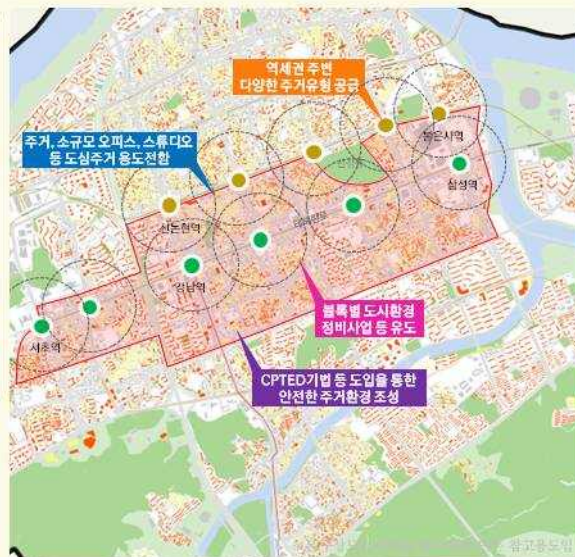 역세권 주변
다양한 주거유형 공급
주거, 소규모 오피스, 스튜디오
등 도심주거 용도전환
봉은사역
삼성역
신논현역
강남역
서초역
블록별 도시환경
정비사업 등 유도
CPTED기법 등 도입을 통한
안전한 주거환경 조성